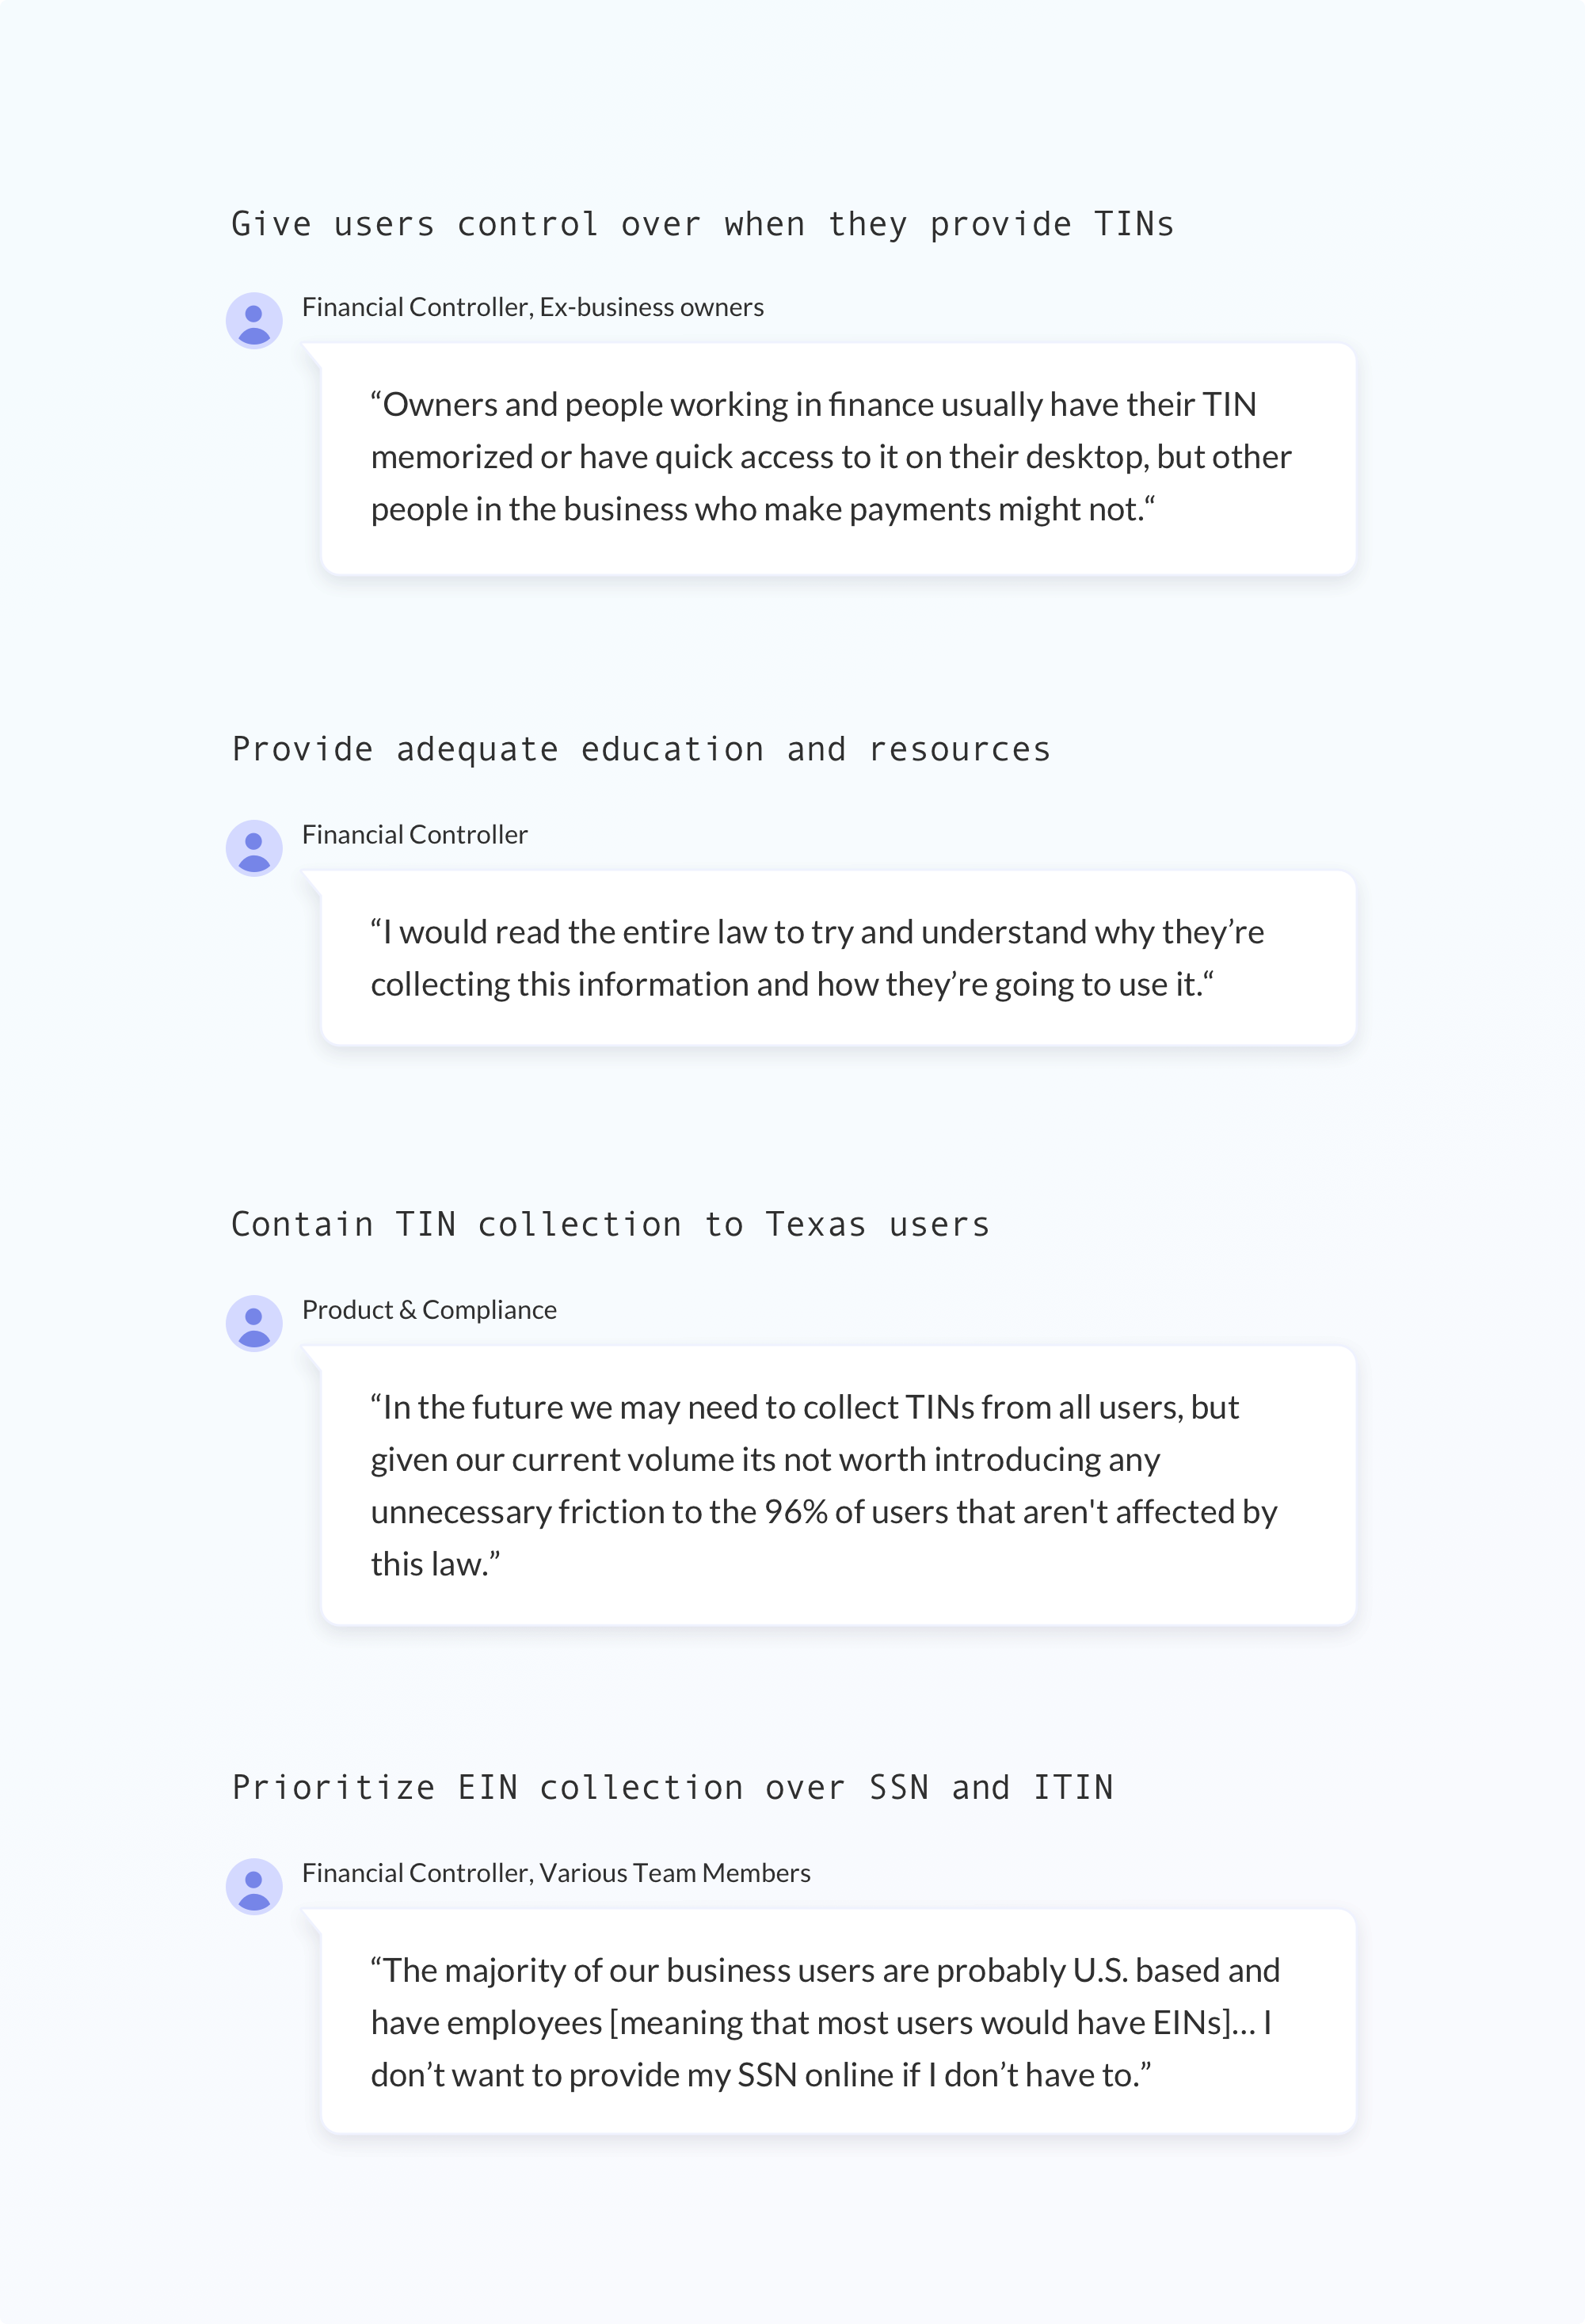 Give users control over when they provide TINs
Financial Controller, Ex-business owners
“Owners and people working in finance usually have their TIN
memorized or have quick access to it on their desktop, but other
people in the business who make payments might not.“
Provide adequate education and resources
Financial Controller
“I would read the entire law to try and understand why they’re
collecting this information and how they’re going to use it.“
Contain TIN collection to Texas users
Product & Compliance
“In the future we may need to collect TINs from all users, but
given our current volume its not worth introducing any
unnecessary friction to the 96% of users that aren't affected by
this law.”
Prioritize EIN collection over SSN and ITIN
Financial Controller, Various Team Members
“The majority of our business users are probably U.S. based and
have employees [meaning that most users would have EINs]... I
don’t want to provide my SSN online if I don’t have to.”